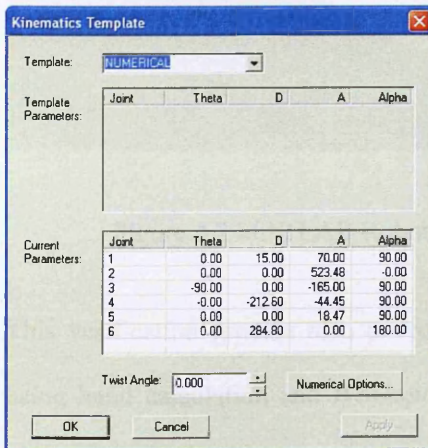 Kinematics Template
Template: NUMERICAL
Template Parameters:
Joint Theta D A Alpha
Current Parameters:
Joint Theta D A Alpha
1 0.00 15.00 70.00 90.00
2 0.00 0.00 523.48 -0.00
3 -90.00 0.00 -165.00 90.00
4 -0.00 -212.60 -44.45 90.00
5 0.00 0.00 18.47 90.00
6 0.00 284.80 0.00 180.00
Twist Angle: 0.000 Numerical Options...
OK Cancel Apply